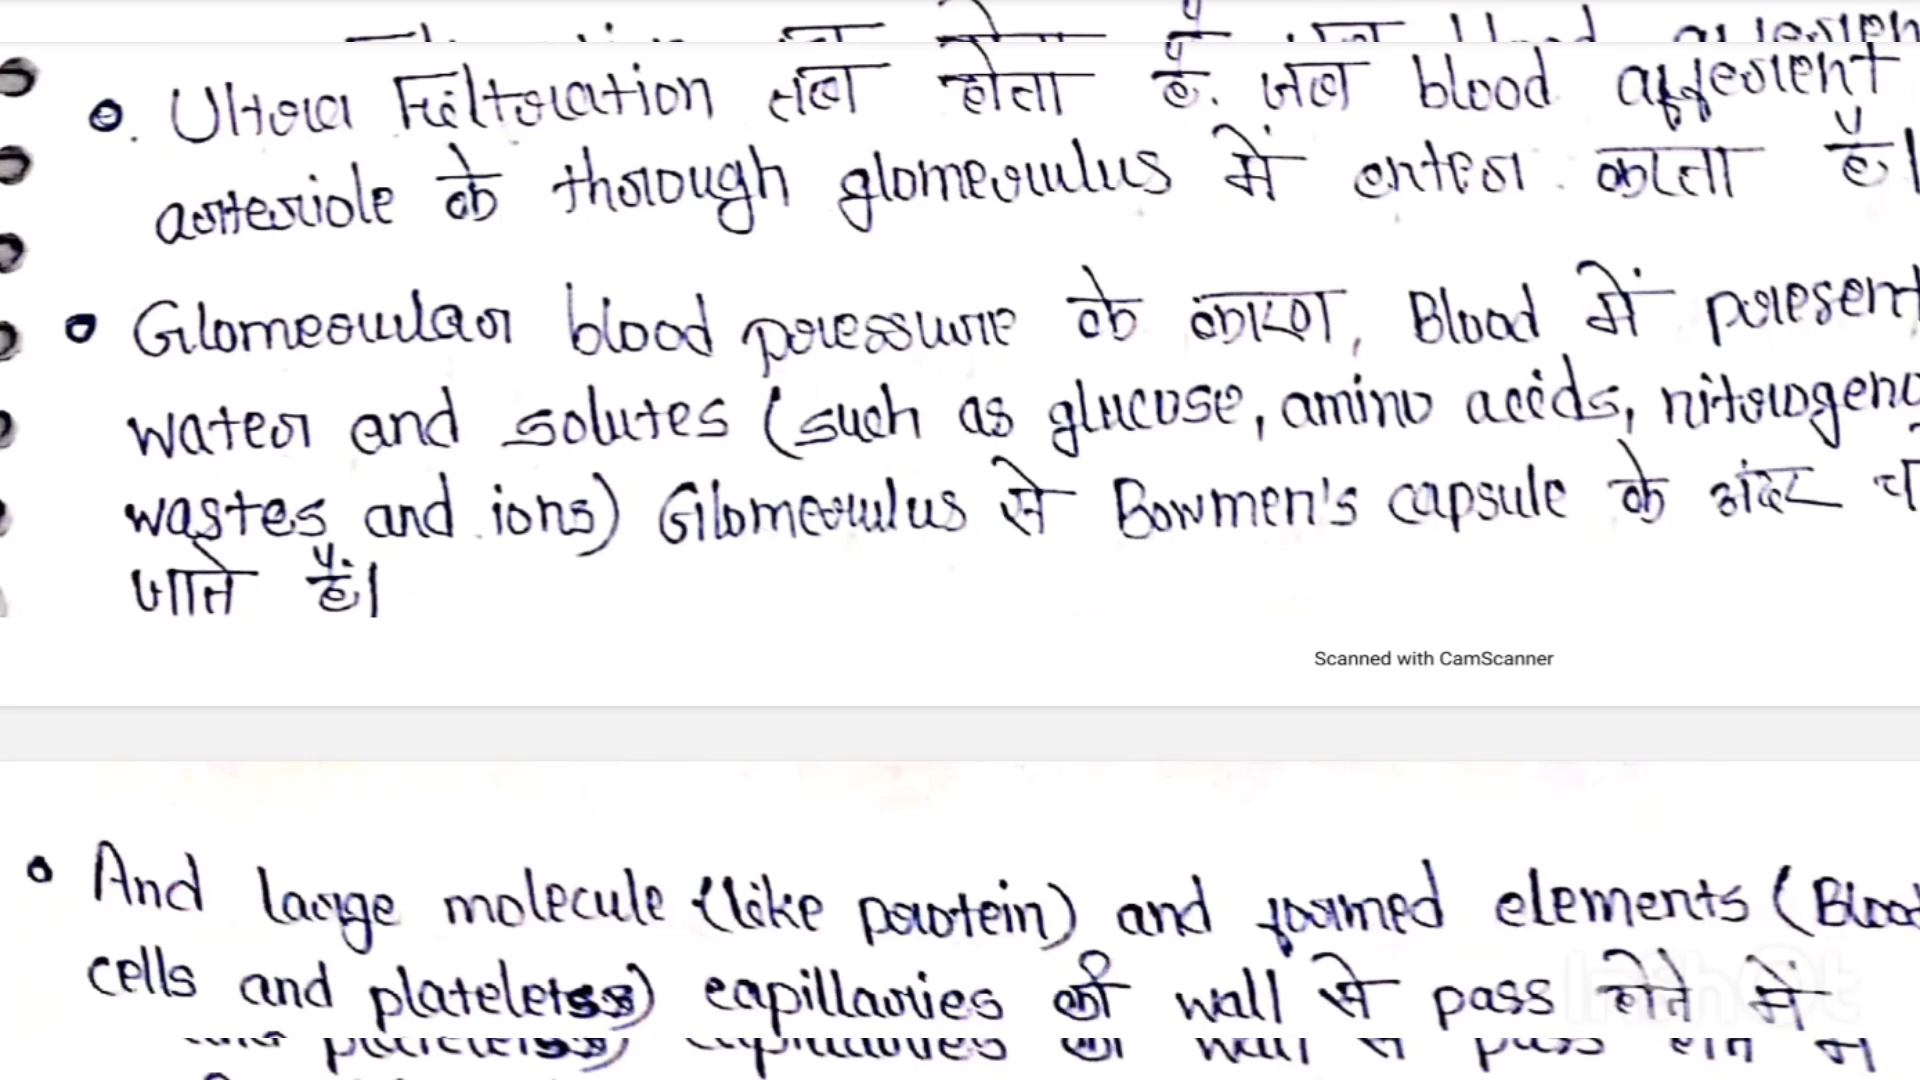 • Ultra Filtration तब होता है. जब blood afferent
arteriole के through glomerulus में enter करता है।
• Glomerular blood pressure के कारण, Blood में present
water and solutes (such as glucose, amino acids,
wastes and ions) Glomerulus से Bowmen's capsule के अंदर
जाते हैं।
Scanned with CamScanner
• And large molecule (like protein) and formed elements (Blood
cells and platelets) capillaries की wall से pass होने में